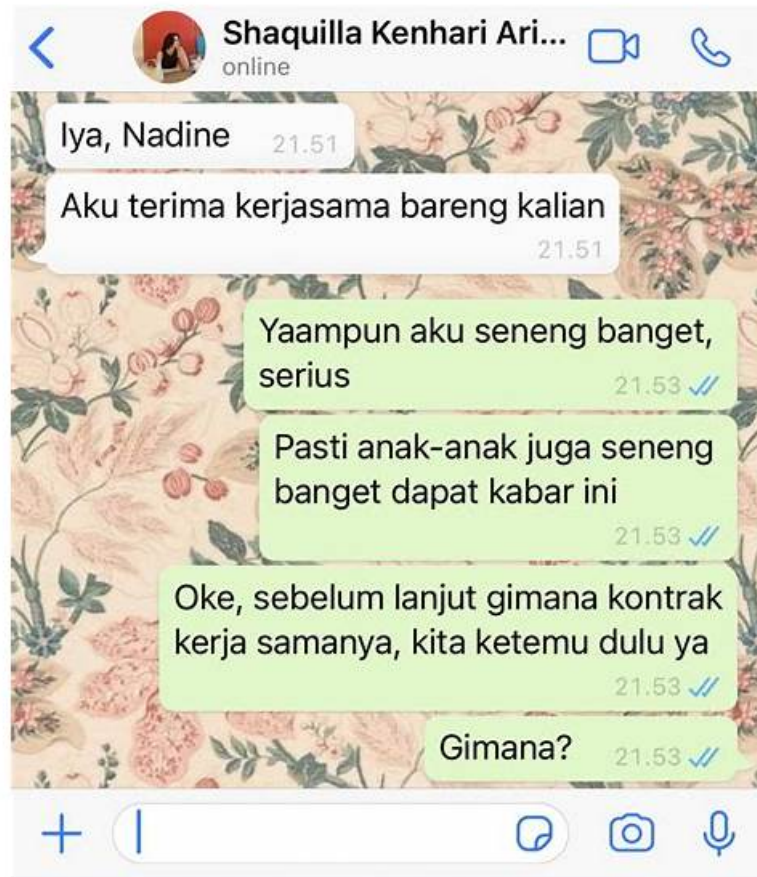 Shaquilla Kenhari Ari...
online
Iya, Nadine 21.51
Aku terima kerjasama bareng kalian
21.51
Yaampun aku seneng banget,
serius 21.53
Pasti anak-anak juga seneng
banget dapat kabar ini
21.53
Oke, sebelum lanjut gimana kontrak
kerja samanya, kita ketemu dulu ya
21.53
Gimana? 21.53